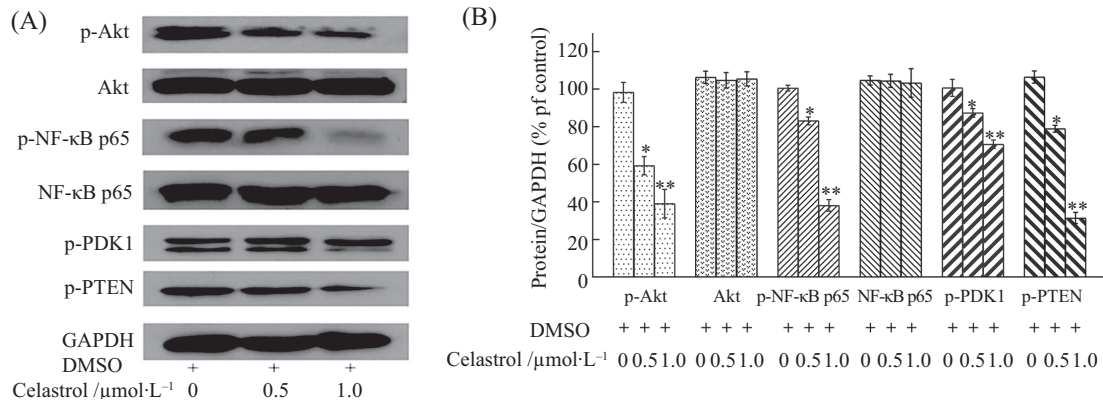 (A)
p-Akt
Akt
p-NF-κB p65
NF-κB p65
p-PDK1
p-PTEN
GAPDH
DMSO + + +
Celastrol /μmol·L⁻¹ 0 0.5 1.0
(B)
Protein/GAPDH (% pf control)
120
100
80
60
40
20
0
* ** * ** * ** * **
p-Akt Akt p-NF-κB p65 NF-κB p65 p-PDK1 p-PTEN
DMSO + + + + + + + + + + + + + + + + + +
Celastrol /μmol·L⁻¹ 0 0.5 1.0 0 0.5 1.0 0 0.5 1.0 0 0.5 1.0 0 0.5 1.0 0 0.5 1.0